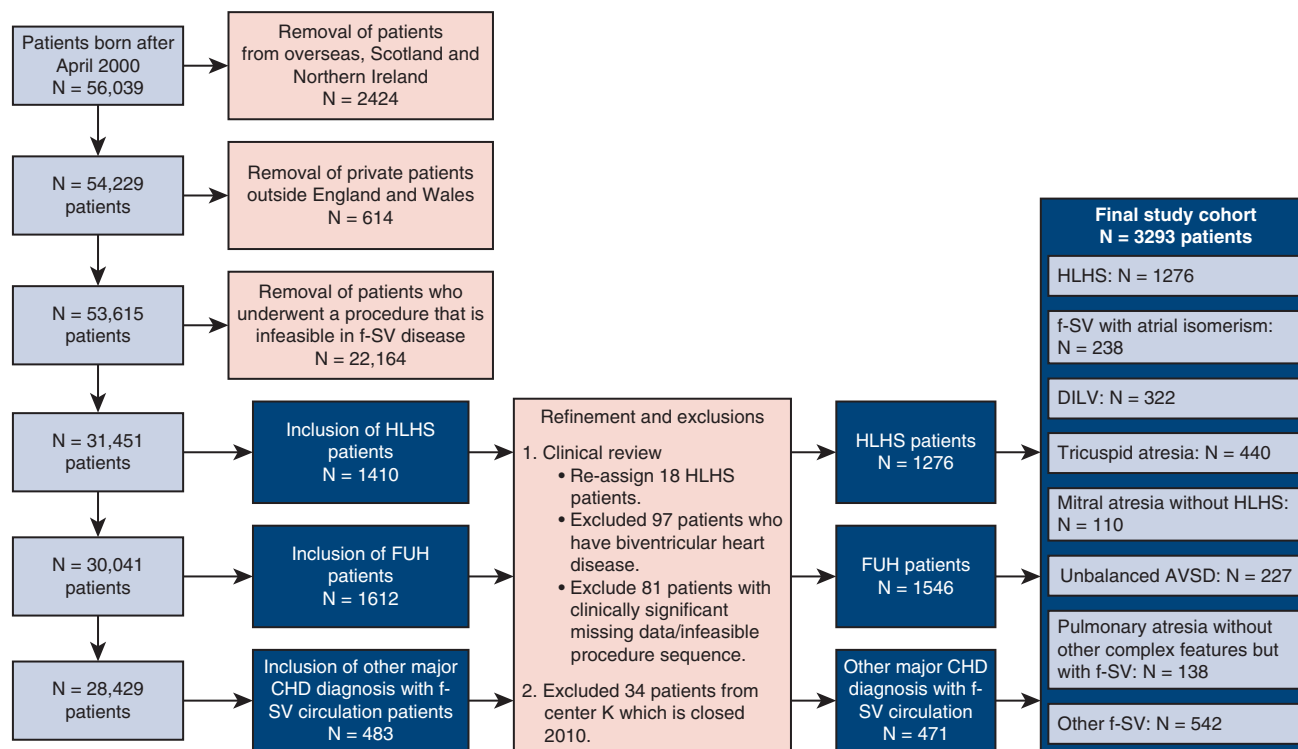 Patients born after
April 2000
N = 56,039
Removal of patients
from overseas, Scotland and
Northern Ireland
N = 2424
N = 54,229
patients
Removal of private patients
outside England and Wales
N = 614
N = 53,615
patients
Removal of patients who
underwent a procedure that is
infeasible in f-SV disease
N = 22,164
N = 31,451
patients
Inclusion of HLHS
patients
N = 1410
N = 30,041
patients
Inclusion of FUH
patients
N = 1612
N = 28,429
patients
Inclusion of other major
CHD diagnosis with f-
SV circulation patients
N = 483
Refinement and exclusions
1. Clinical review
• Re-assign 18 HLHS
patients.
• Excluded 97 patients who
have biventricular heart
disease.
• Exclude 81 patients with
clinically significant
missing data/infeasible
procedure sequence.
2. Excluded 34 patients from
center K which is closed
2010.
HLHS patients
N = 1276
FUH patients
N = 1546
Other major CHD
diagnosis with f-
SV circulation
N = 471
Final study cohort
N = 3293 patients
HLHS: N = 1276
f-SV with atrial isomerism:
N = 238
DILV: N = 322
Tricuspid atresia: N = 440
Mitral atresia without HLHS:
N = 110
Unbalanced AVSD: N = 227
Pulmonary atresia without
other complex features but
with f-SV: N = 138
Other f-SV: N = 542